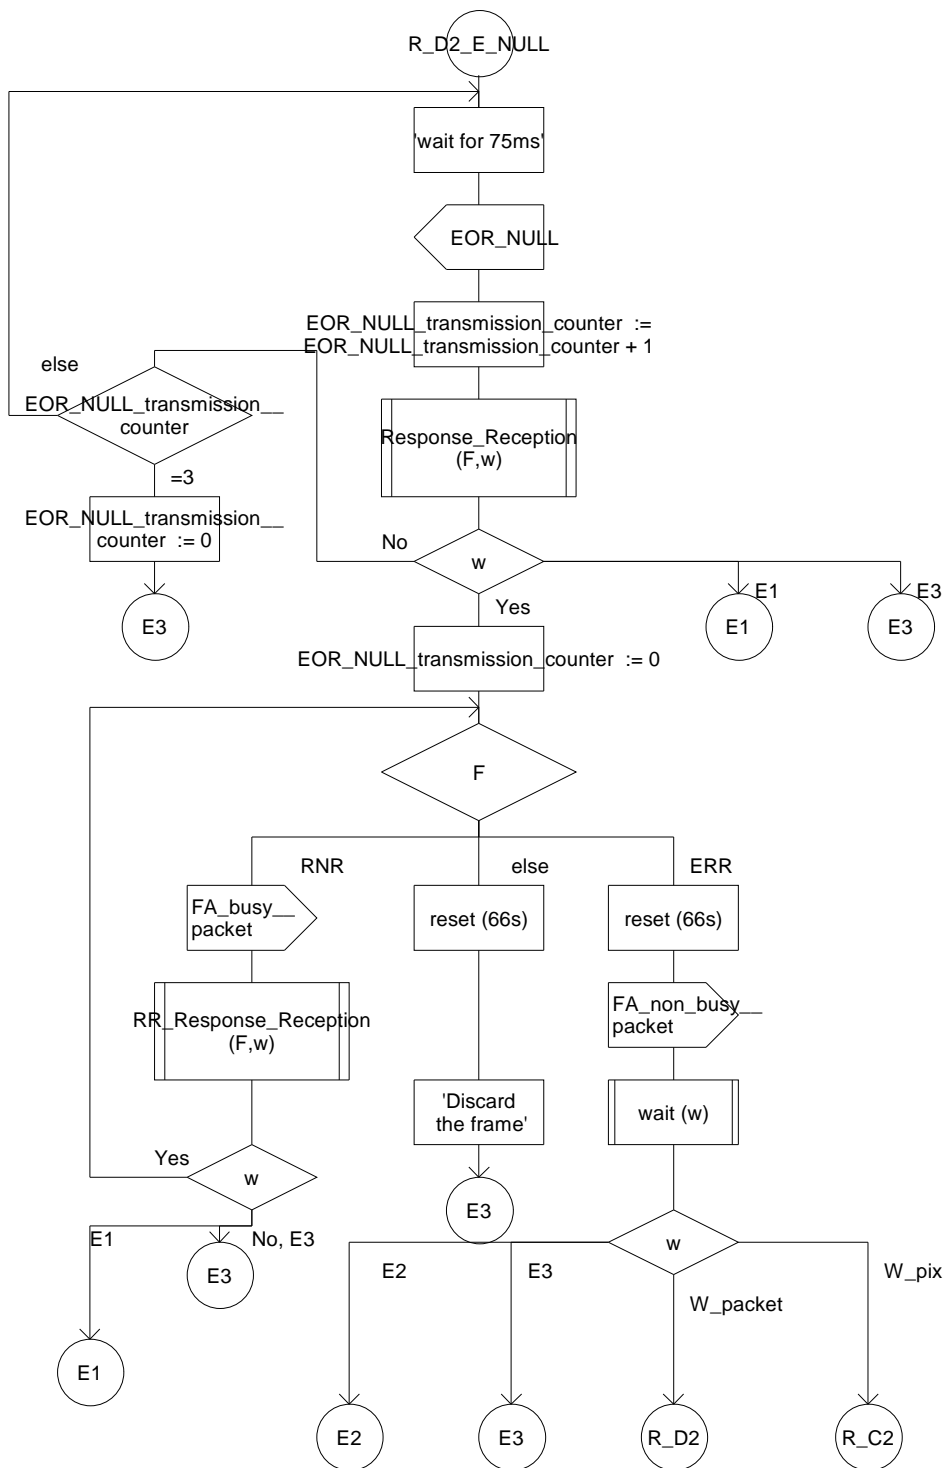 R_D2_E_NULL
'wait for 75ms'
EOR_NULL
EOR_NULL_transmission_counter :=
EOR_NULL_transmission_counter + 1
else
EOR_NULL_transmission__
counter
Response_Reception
(F,w)
=3
EOR_NULL_transmission__
counter := 0
No
w
E1
E3
Yes
E3
E1
E3
EOR_NULL_transmission_counter := 0
F
RNR
else
ERR
FA_busy__
packet
reset (66s)
reset (66s)
RR_Response_Reception
(F,w)
FA_non_busy__
packet
'Discard
the frame'
wait (w)
Yes
w
E3
E1
No, E3
E3
w
E2
E3
W_packet
W_pix
E1
E2
E3
R_D2
R_C2